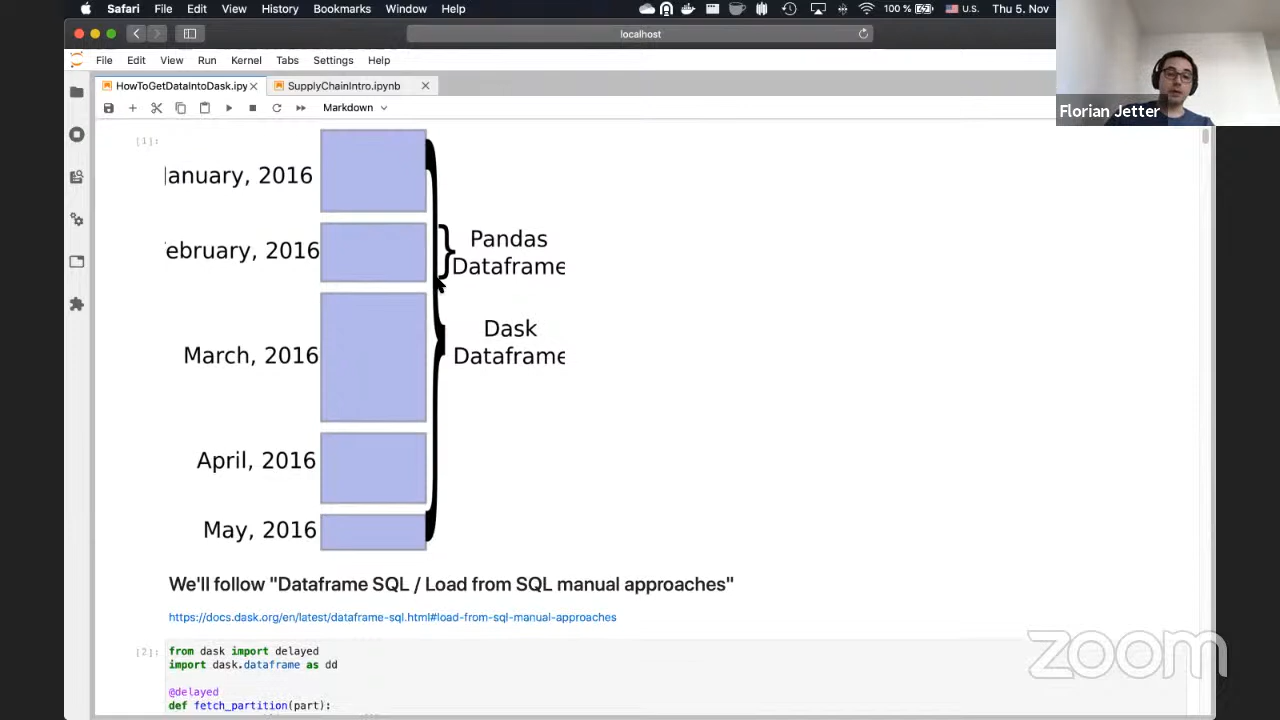 Safari File Edit View History Bookmarks Window Help 100 % U.S. Thu 5. Nov
localhost
File Edit View Run Kernel Tabs Settings Help
Florian Jetter
HowToGetDataIntoDask.ipy SupplyChainIntro.ipynb
Markdown
[1]:
anuary, 2016
ebruary, 2016
Pandas
Dataframe
March, 2016
Dask
Dataframe
April, 2016
May, 2016
We'll follow "Dataframe SQL / Load from SQL manual approaches"
https://docs.dask.org/en/latest/dataframe-sql.html#load-from-sql-manual-approaches
[2]:
from dask import delayed
import dask.dataframe as dd
@delayed
def fetch_partition(part):
zoom